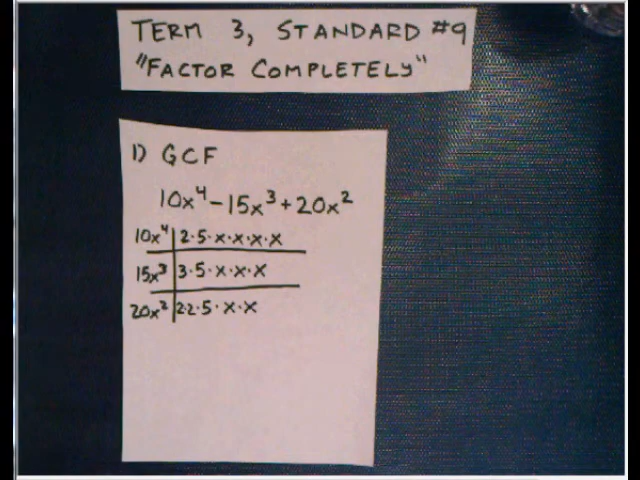 TERM 3, STANDARD #9
"FACTOR COMPLETELY"
1) GCF
10x⁴ - 15x³ + 20x²
10x⁴ | 2·5·x·x·x·x
15x³ | 3·5·x·x·x
20x² | 2·2·5·x·x